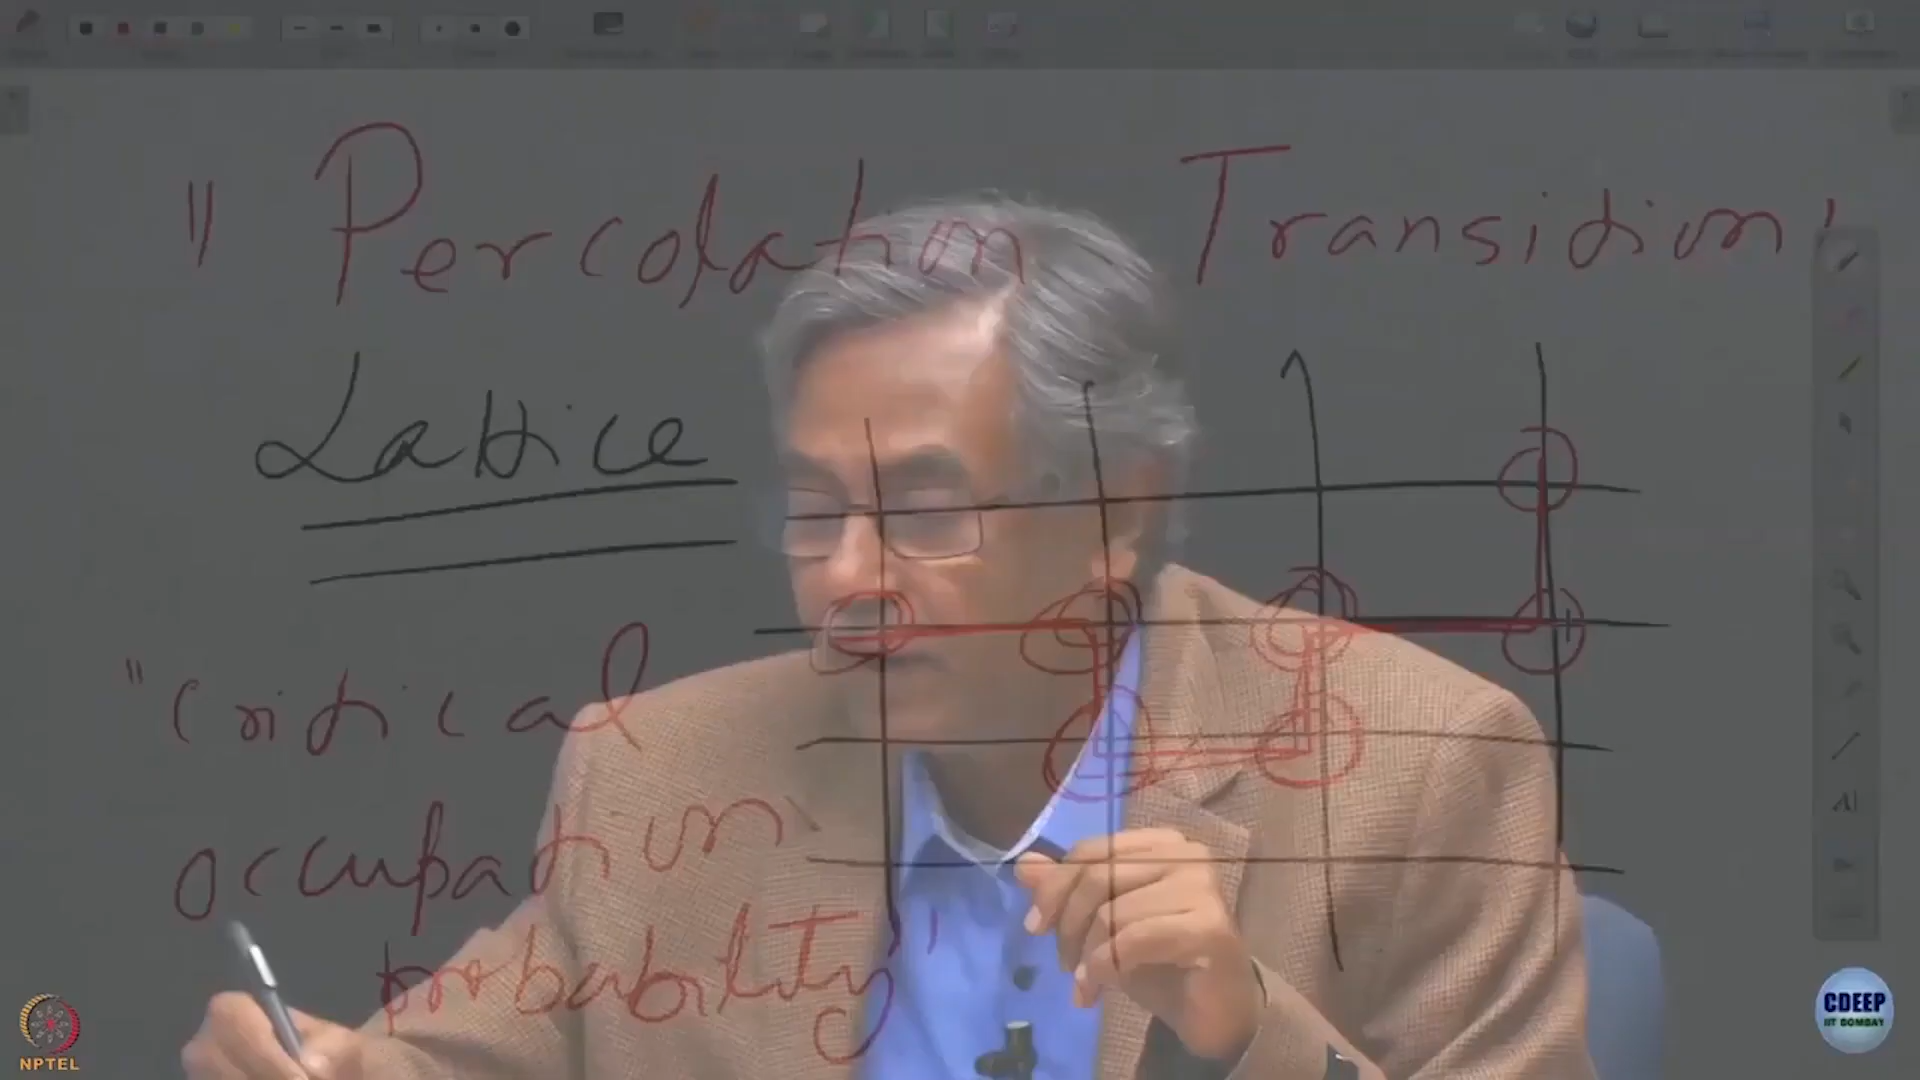 "Percolation Transition'
Lattice
"Critical
occupation
probability"
NPTEL
CDEEP
IIT BOMBAY